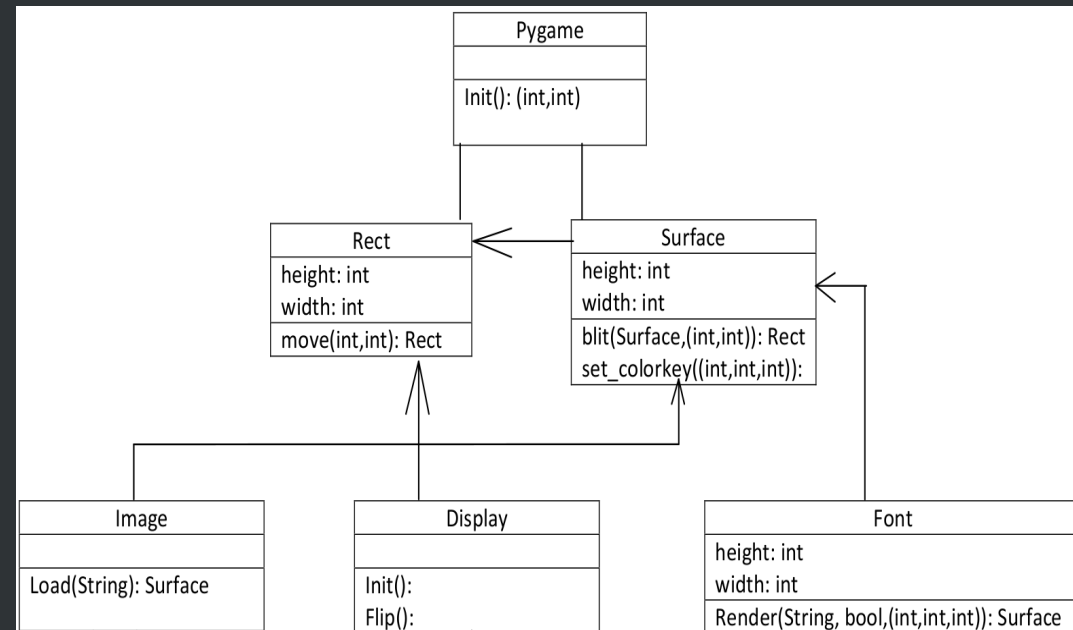 Pygame
Init(): (int,int)
Rect
height: int
width: int
move(int,int): Rect
Surface
height: int
width: int
blit(Surface,(int,int)): Rect
set_colorkey((int,int,int)):
Image
Load(String): Surface
Display
Init():
Flip():
Font
height: int
width: int
Render(String, bool,(int,int,int)): Surface